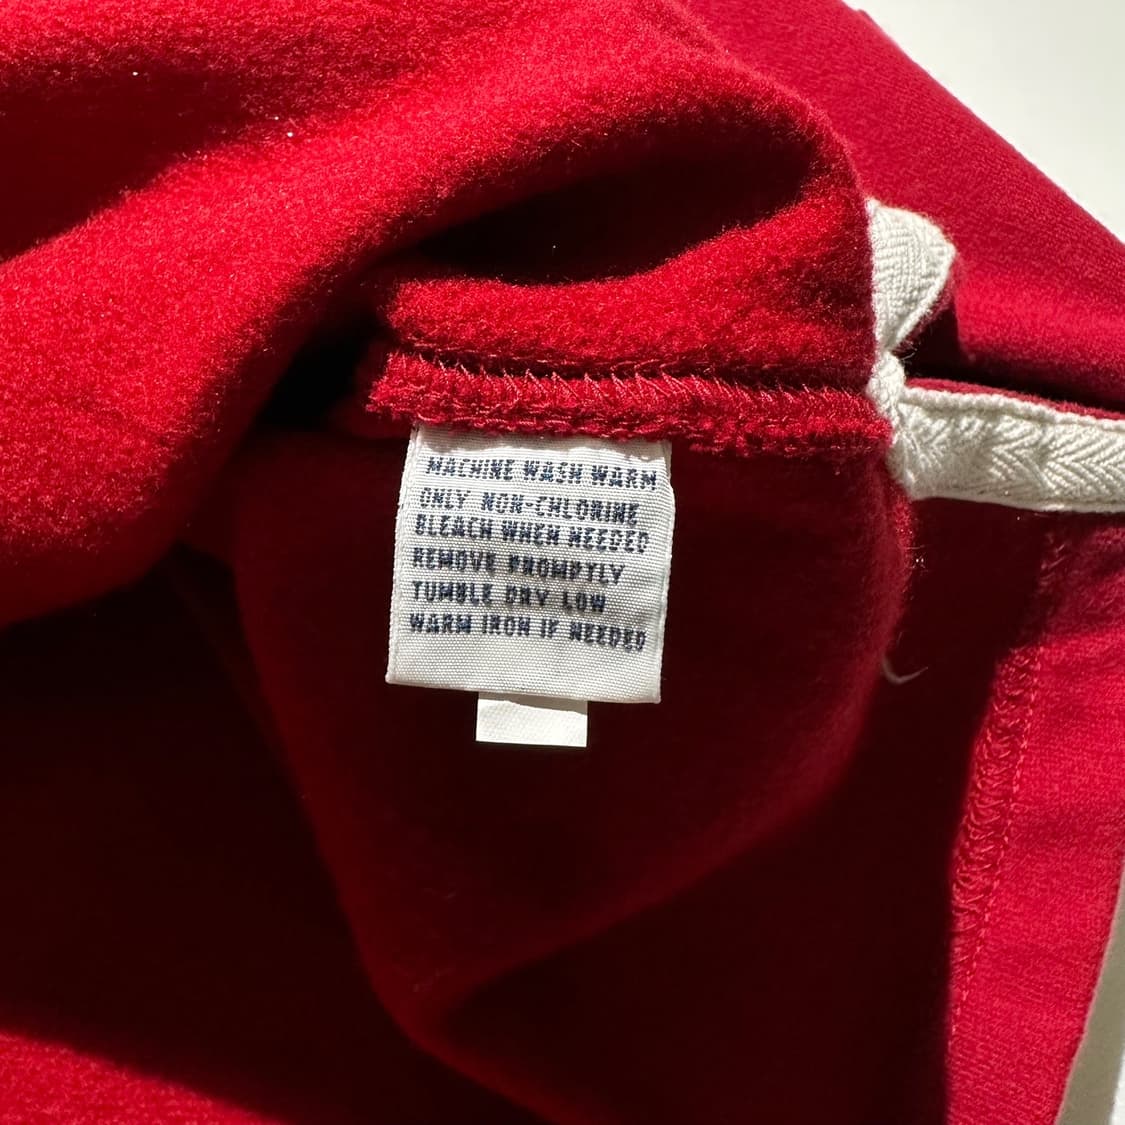 MACHINE WASH WARM
ONLY NON-CHLORINE
BLEACH WHEN NEEDED
REMOVE PROMPTLY
TUMBLE DRY LOW
WARM IRON IF NEEDED